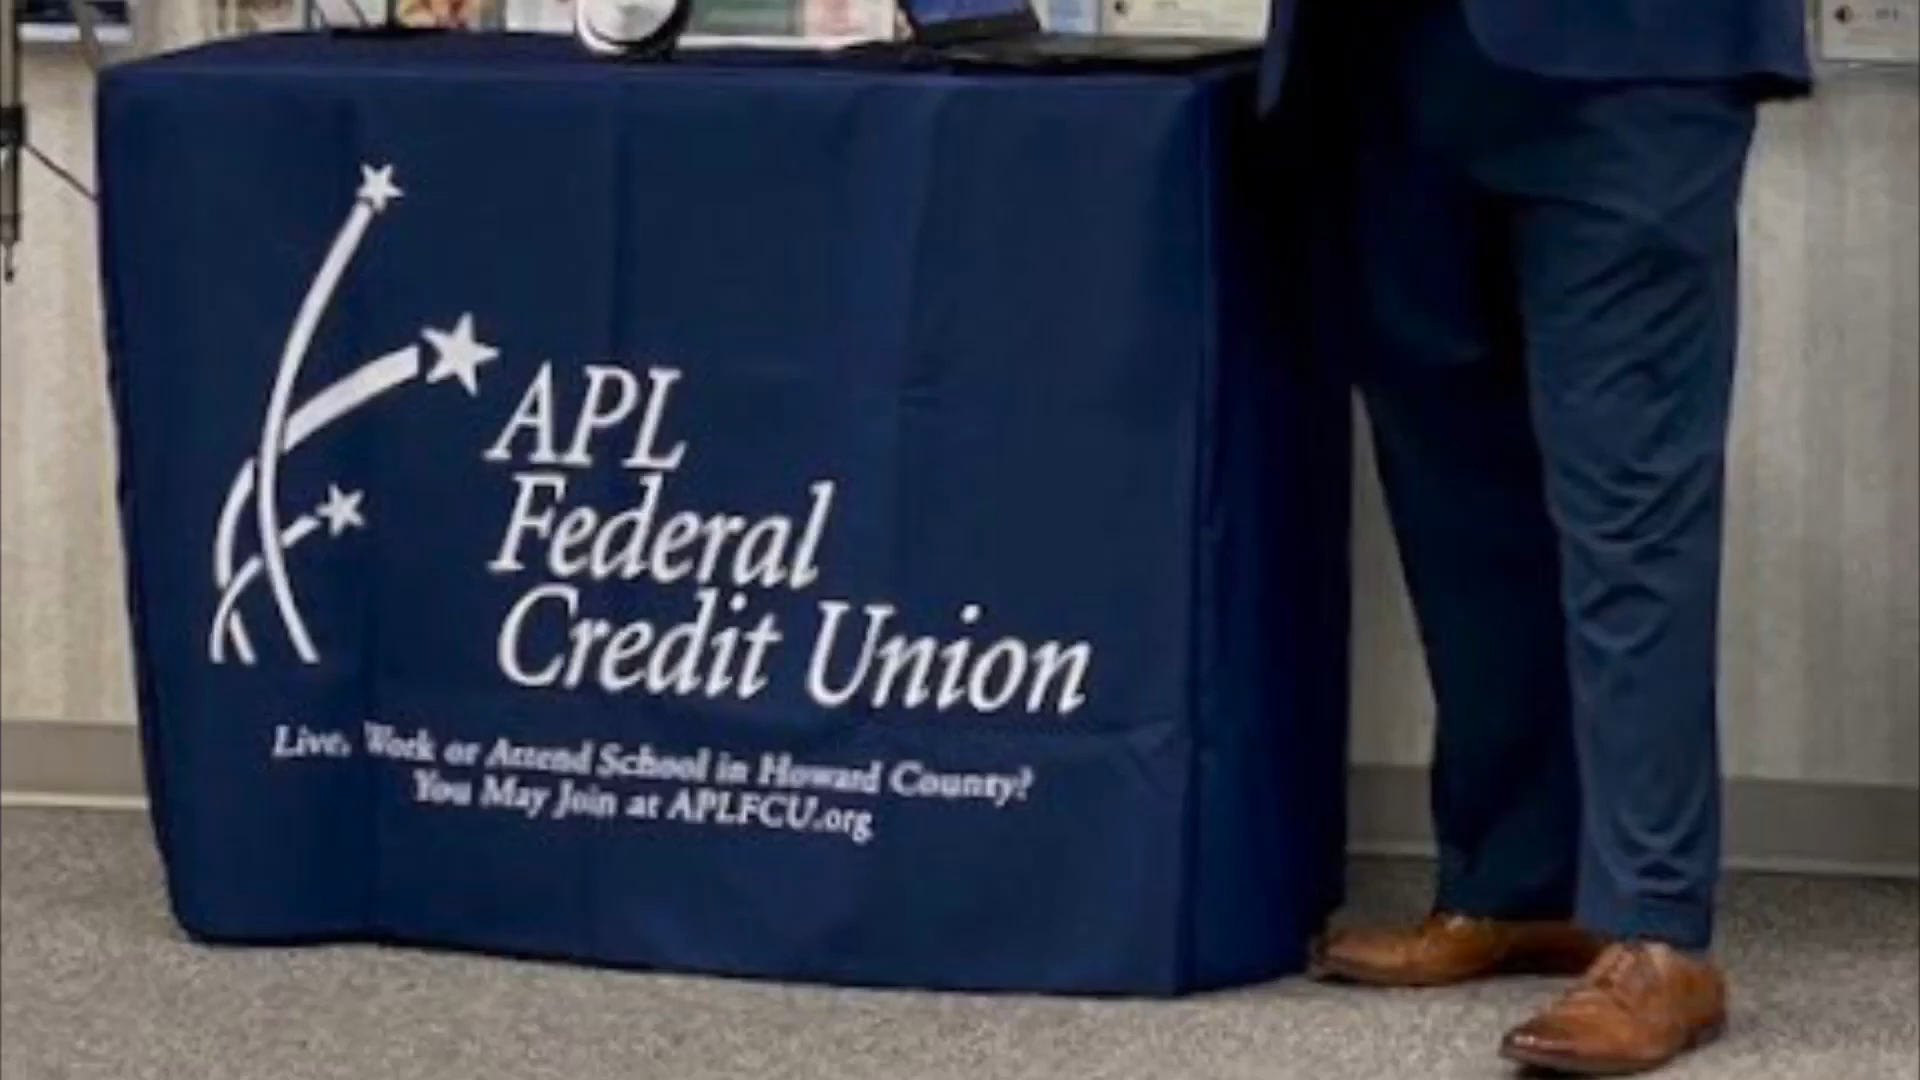 APL
Federal
Credit Union
Live, Work or Attend School in Howard County?
You May Join at APLFCU.org